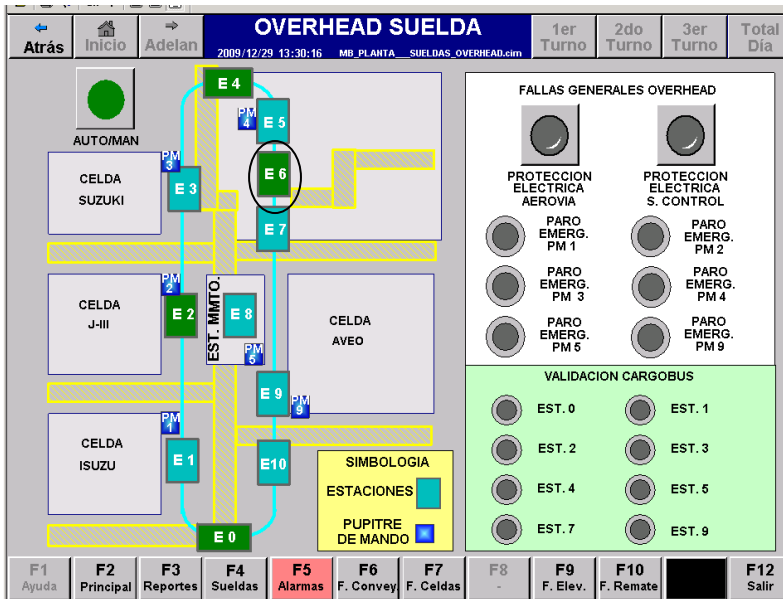 Atrás
Inicio
Adelan
OVERHEAD SUELDA
2009/12/29 13:30:16 MB_PLANTA___SUELDAS_OVERHEAD.cim
1er
Turno
2do
Turno
3er
Turno
Total
Día
AUTO/MAN
E 4
PM
4
E 5
E 6
E 7
CELDA
SUZUKI
PM
3
E 3
CELDA
J-III
PM
2
E 2
EST. MMTO.
E 8
PM
5
CELDA
AVEO
E 9
PM
9
CELDA
ISUZU
PM
1
E 1
E10
E 0
SIMBOLOGIA
ESTACIONES
PUPITRE
DE MANDO
FALLAS GENERALES OVERHEAD
PROTECCION
ELECTRICA
AEROVIA
PROTECCION
ELECTRICA
S. CONTROL
PARO
EMERG.
PM 1
PARO
EMERG.
PM 2
PARO
EMERG.
PM 3
PARO
EMERG.
PM 4
PARO
EMERG.
PM 5
PARO
EMERG.
PM 9
VALIDACION CARGOBUS
EST. 0
EST. 1
EST. 2
EST. 3
EST. 4
EST. 5
EST. 7
EST. 9
F1
Ayuda
F2
Principal
F3
Reportes
F4
Sueldas
F5
Alarmas
F6
F. Convey.
F7
F. Celdas
F8
-
F9
F. Elev.
F10
F. Remate
F12
Salir